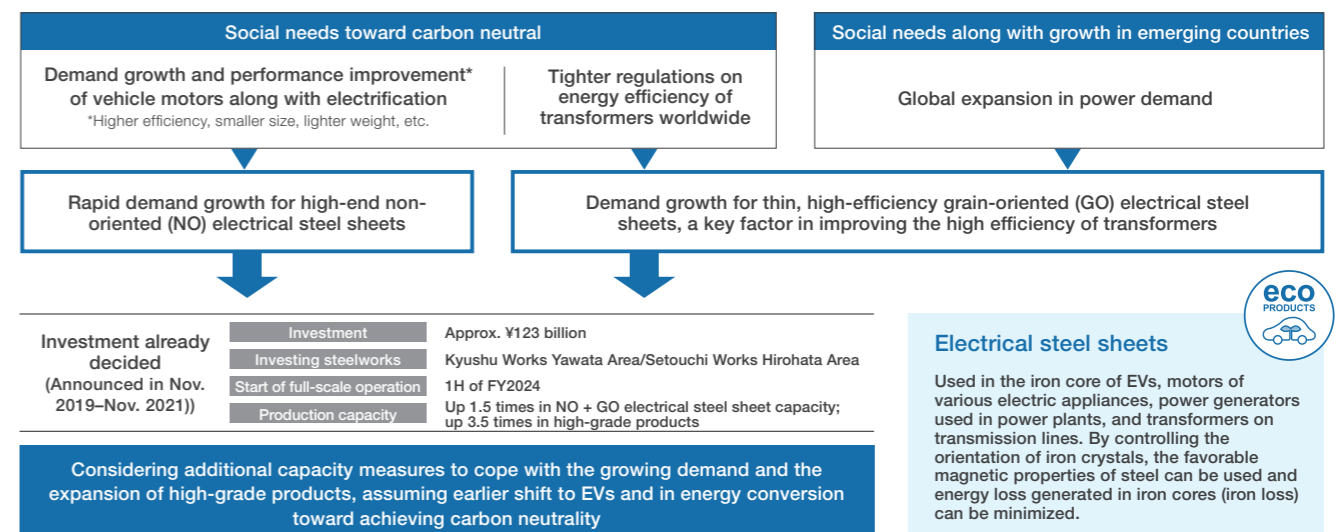 Social needs toward carbon neutral
Demand growth and performance improvement*
of vehicle motors along with electrification
*Higher efficiency, smaller size, lighter weight, etc.
Tighter regulations on
energy efficiency of
transformers worldwide
Social needs along with growth in emerging countries
Global expansion in power demand
Rapid demand growth for high-end non-
oriented (NO) electrical steel sheets
Demand growth for thin, high-efficiency grain-oriented (GO) electrical steel
sheets, a key factor in improving the high efficiency of transformers
Investment already
decided
(Announced in Nov.
2019–Nov. 2021))
Investment
Approx. ¥123 billion
Investing steelworks
Kyushu Works Yawata Area/Setouchi Works Hirohata Area
Start of full-scale operation
1H of FY2024
Production capacity
Up 1.5 times in NO + GO electrical steel sheet capacity;
up 3.5 times in high-grade products
Considering additional capacity measures to cope with the growing demand and the
expansion of high-grade products, assuming earlier shift to EVs and in energy conversion
toward achieving carbon neutrality
eco
PRODUCTS
Electrical steel sheets
Used in the iron core of EVs, motors of
various electric appliances, power generators
used in power plants, and transformers on
transmission lines. By controlling the
orientation of iron crystals, the favorable
magnetic properties of steel can be used and
energy loss generated in iron cores (iron loss)
can be minimized.